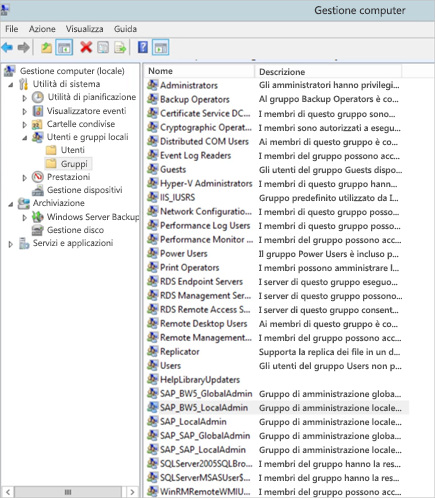 Gestione computer
File Azione Visualizza Guida
Gestione computer (locale)
Utilità di sistema
Utilità di pianificazione
Visualizzatore eventi
Cartelle condivise
Utenti e gruppi locali
Utenti
Gruppi
Prestazioni
Gestione dispositivi
Archiviazione
Windows Server Backup
Gestione disco
Servizi e applicazioni
Nome Descrizione
Administrators Gli amministratori hanno privilegi...
Backup Operators Al gruppo Backup Operators è co...
Certificate Service DC... I membri di questo gruppo sono...
Cryptographic Operat... I membri sono autorizzati a esegu...
Distributed COM Users Ai membri di questo gruppo è co...
Event Log Readers I membri del gruppo possono acc...
Guests Gli utenti del gruppo Guests dispo...
Hyper-V Administrators I membri di questo gruppo hann...
IIS_IUSRS Gruppo predefinito utilizzato da I...
Network Configuratio... I membri di questo gruppo posso...
Performance Log Users I membri di questo gruppo posso...
Performance Monitor ... I membri del gruppo possono acc...
Power Users Il gruppo Power Users è incluso p...
Print Operators I membri possono amministrare l...
RDS Endpoint Servers I server di questo gruppo eseguo...
RDS Management Ser... I server di questo gruppo possono...
RDS Remote Access S... I server di questo gruppo consent...
Remote Desktop Users Ai membri di questo gruppo è co...
Remote Management... I membri del gruppo possono acc...
Replicator Supporta la replica dei file in un d...
Users Gli utenti del gruppo Users non p...
HelpLibraryUpdaters
SAP_BW5_GlobalAdmin Gruppo di amministrazione globa...
SAP_BW5_LocalAdmin Gruppo di amministrazione locale...
SAP_LocalAdmin Gruppo di amministrazione locale...
SAP_SAP_GlobalAdmin Gruppo di amministrazione globa...
SAP_SAP_LocalAdmin Gruppo di amministrazione locale...
SQLServer2005SQLBro... I membri del gruppo hanno la res...
SQLServerMSASUser$... I membri del gruppo hanno la res...
WinRMRemoteWMIU... I membri del gruppo possono acc...